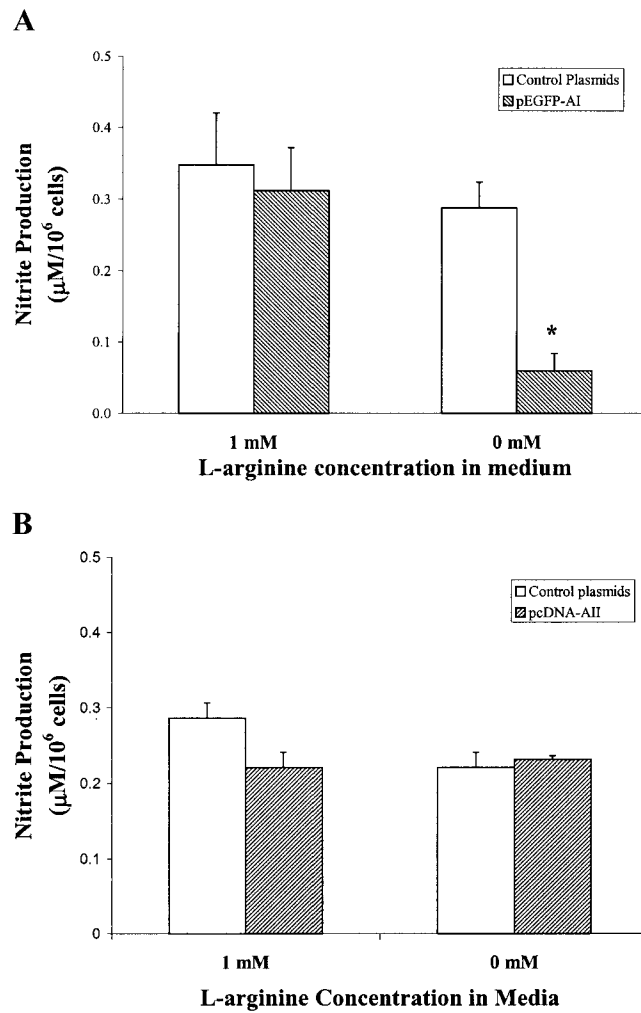 A
0.5
0.4
0.3
0.2
0.1
0.0
Nitrite Production
(μM/10⁶ cells)
Control Plasmids
pEGFP-AI
*
1 mM
0 mM
L-arginine concentration in medium
B
0.5
0.4
0.3
0.2
0.1
0
Nitrite Production
(μM/10⁶ cells)
Control plasmids
pcDNA-AII
1 mM
0 mM
L-arginine Concentration in Media